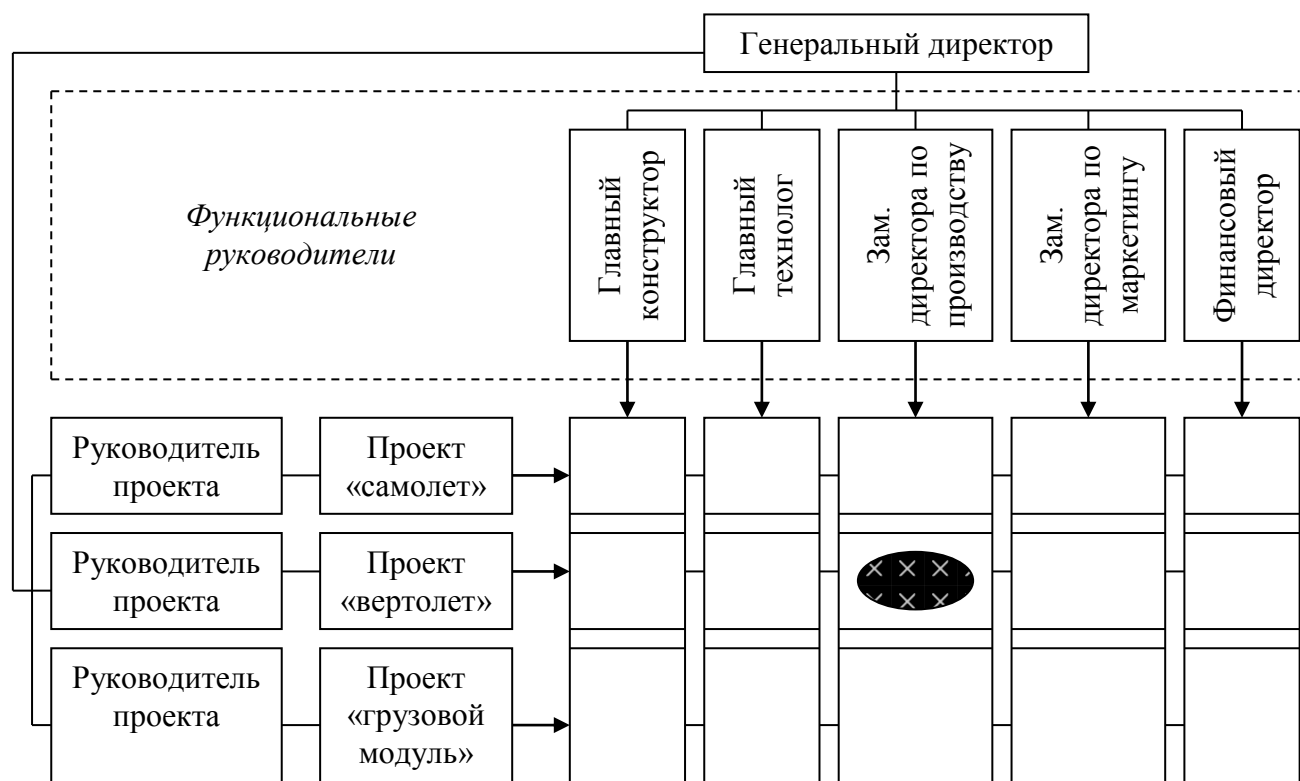 Генеральный директор
Функциональные
руководители
Главный
конструктор
Главный
технолог
Зам.
директора по
производству
Зам.
директора по
маркетингу
Финансовый
директор
Руководитель
проекта
Проект
«самолет»
Руководитель
проекта
Проект
«вертолет»
Руководитель
проекта
Проект
«грузовой
модуль»